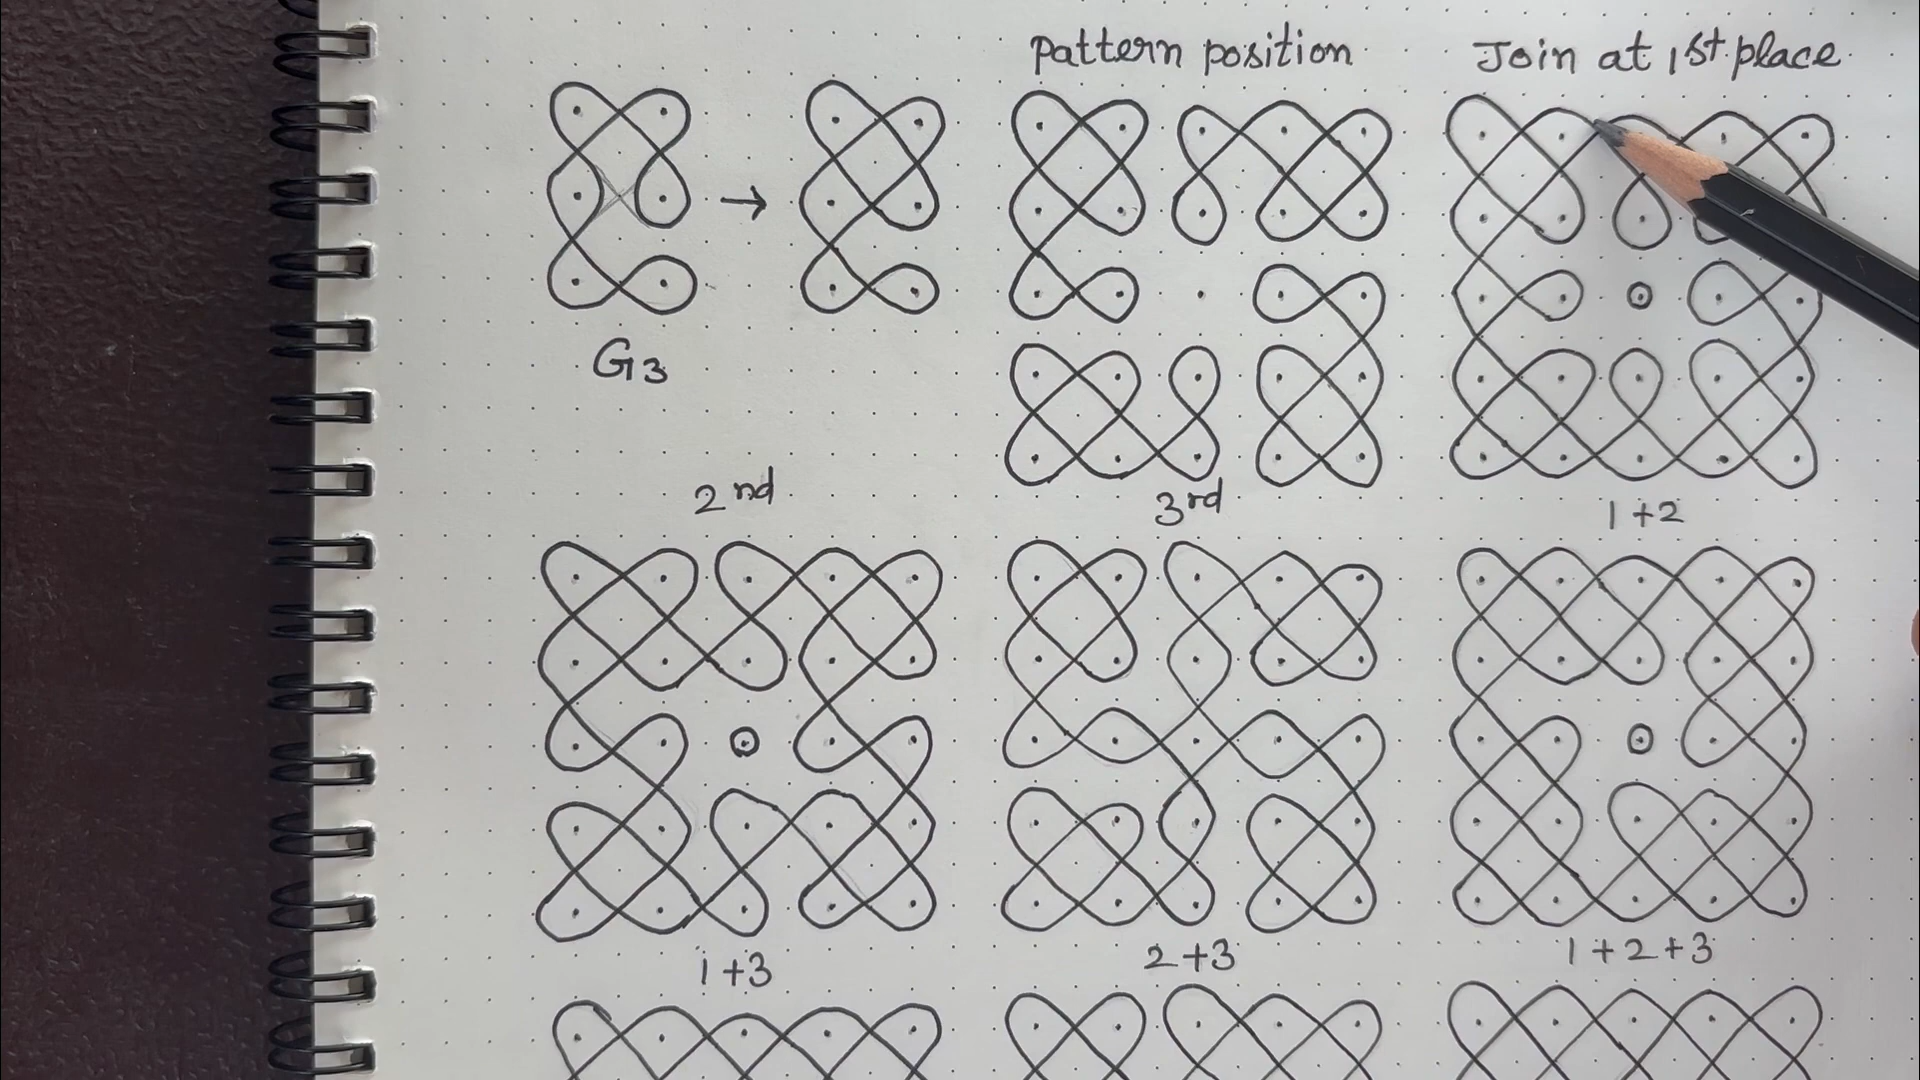 Pattern position
Join at 1st place
G3
2nd
3rd
1+2
1+3
2+3
1+2+3